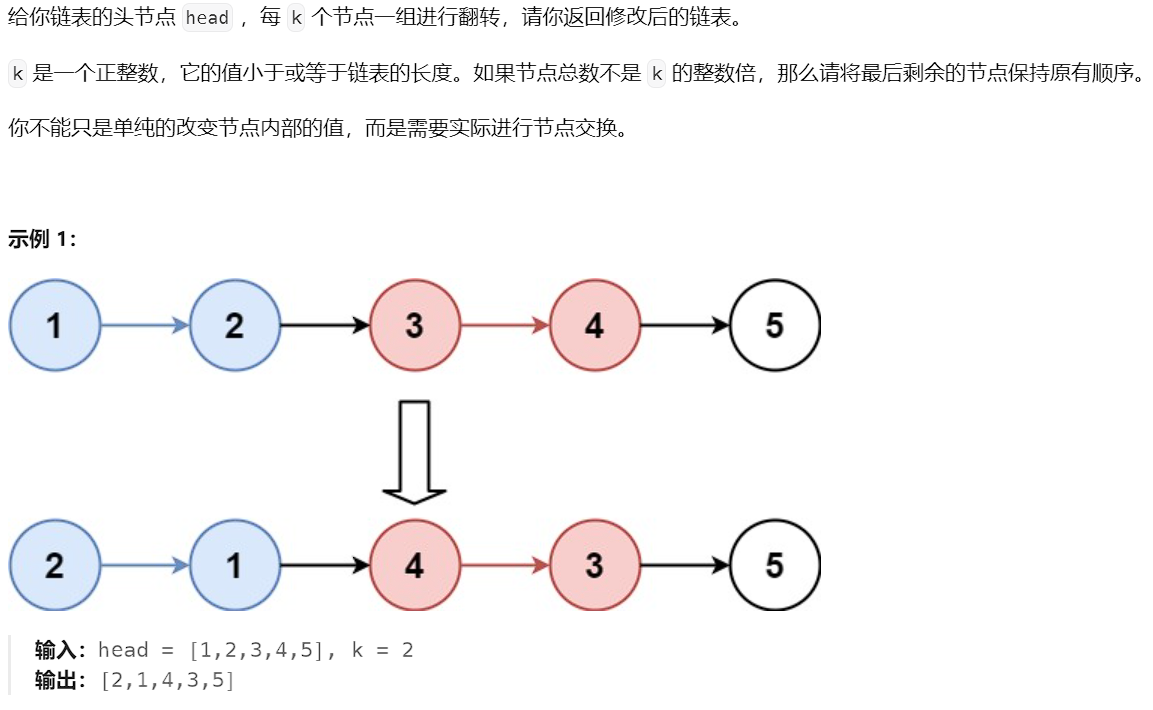 给你链表的头节点 head ，每 k 个节点一组进行翻转，请你返回修改后的链表。
k 是一个正整数，它的值小于或等于链表的长度。如果节点总数不是 k 的整数倍，那么请将最后剩余的节点保持原有顺序。
你不能只是单纯的改变节点内部的值，而是需要实际进行节点交换。
示例 1：
1 2 3 4 5
2 1 4 3 5
输入：head = [1,2,3,4,5], k = 2
输出：[2,1,4,3,5]